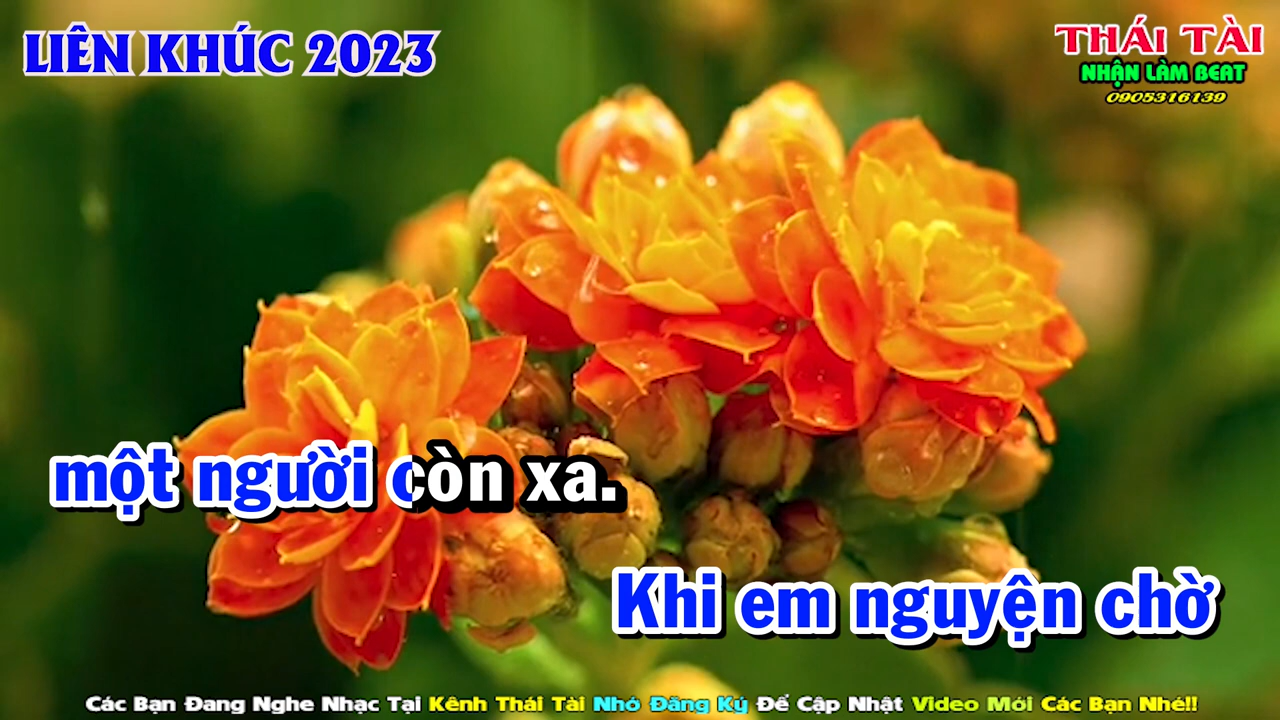 LIÊN KHÚC 2023
THÁI TÀI
NHẬN LÀM BEAT
0905316139
một người còn xa.
Khi em nguyện chờ
Các Bạn Đang Nghe Nhạc Tại Kênh Thái Tài Nhớ Đăng Ký Để Cập Nhật Video Mới Các Bạn Nhé!!